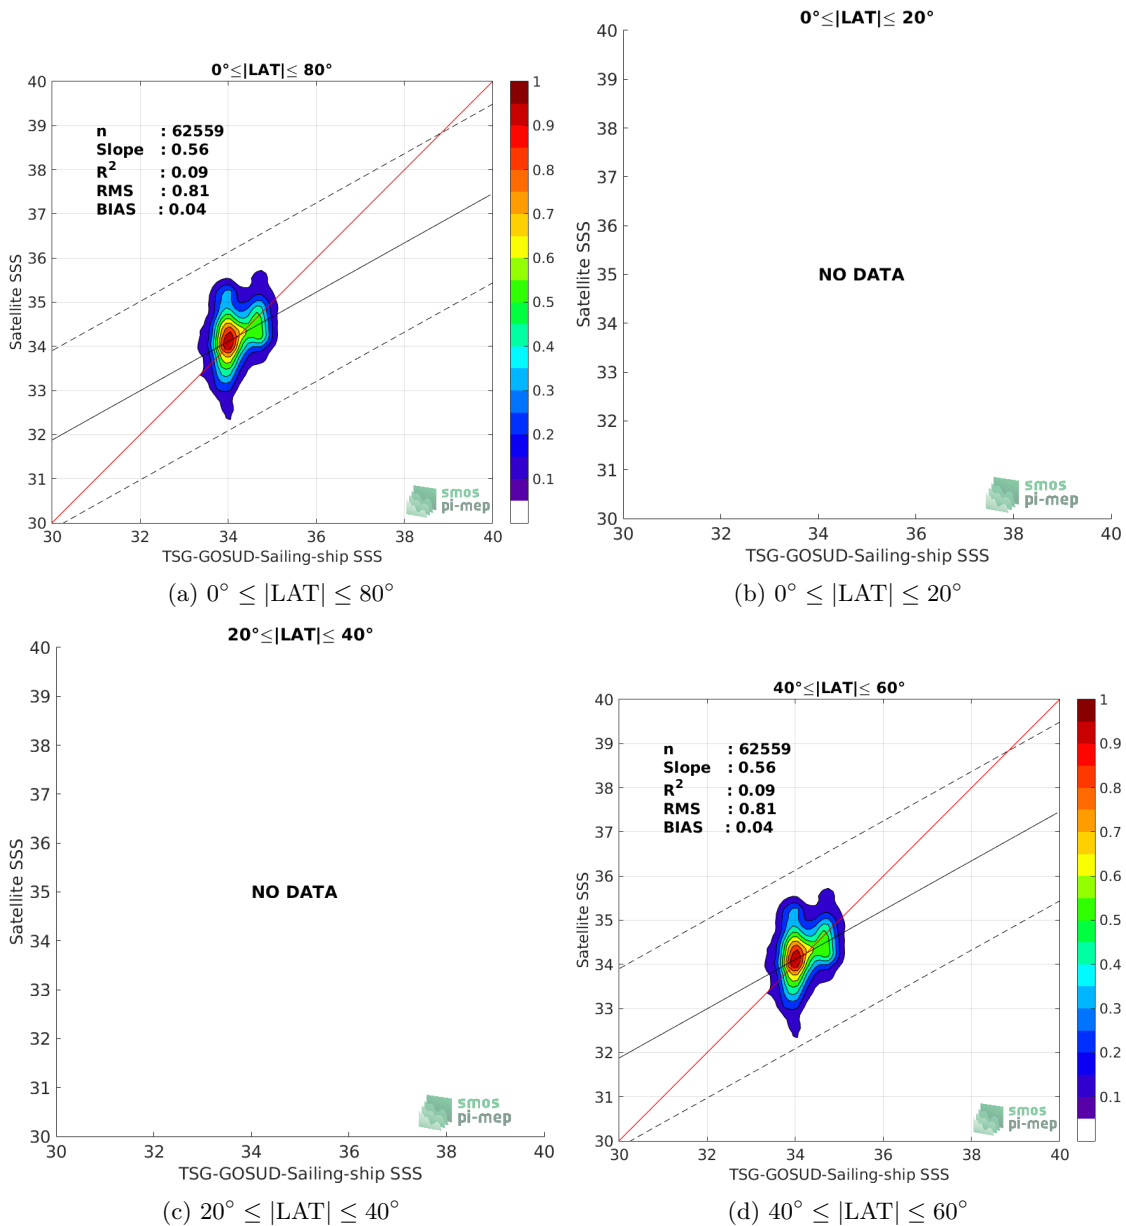 0°≤|LAT|≤ 80°
40
39
38
37
36
35
34
33
32
31
30
n : 62559
Slope : 0.56
R² : 0.09
RMS : 0.81
BIAS : 0.04
Satellite SSS
smos
pi-mep
30 32 34 36 38 40
TSG-GOSUD-Sailing-ship SSS
1
0.9
0.8
0.7
0.6
0.5
0.4
0.3
0.2
0.1
(a) 0° ≤ |LAT| ≤ 80°
0°≤|LAT|≤ 20°
40
39
38
37
36
35
34
33
32
31
30
Satellite SSS
NO DATA
smos
pi-mep
30 32 34 36 38 40
TSG-GOSUD-Sailing-ship SSS
(b) 0° ≤ |LAT| ≤ 20°
20°≤|LAT|≤ 40°
40
39
38
37
36
35
34
33
32
31
30
Satellite SSS
NO DATA
smos
pi-mep
30 32 34 36 38 40
TSG-GOSUD-Sailing-ship SSS
(c) 20° ≤ |LAT| ≤ 40°
40°≤|LAT|≤ 60°
40
39
38
37
36
35
34
33
32
31
30
n : 62559
Slope : 0.56
R² : 0.09
RMS : 0.81
BIAS : 0.04
Satellite SSS
smos
pi-mep
30 32 34 36 38 40
TSG-GOSUD-Sailing-ship SSS
1
0.9
0.8
0.7
0.6
0.5
0.4
0.3
0.2
0.1
(d) 40° ≤ |LAT| ≤ 60°